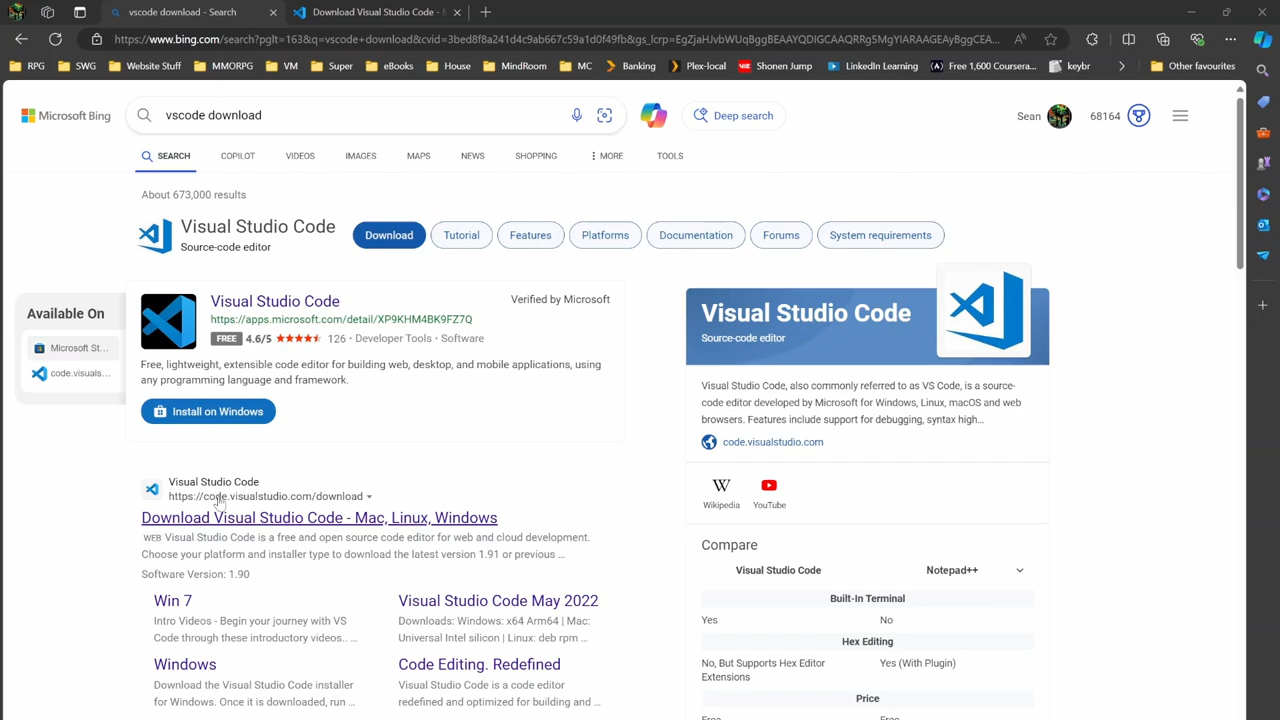 vscode download - Search
Download Visual Studio Code -
https://www.bing.com/search?pglt=163&q=vscode+download&cvid=3bed8f8a241d4c9ab667c59a1d0f49fb&gs_lcrp=EgZjaHJvbWUqBggBEAAYQDIGCAAQRRg5MgYIARAAGEAyBggCEA...
RPG
SWG
Website Stuff
MMORPG
VM
Super
eBooks
House
MindRoom
MC
Banking
Plex-local
Shonen Jump
LinkedIn Learning
Free 1,600 Coursera...
keybr
Other favourites
Microsoft Bing
vscode download
Deep search
Sean
68164
SEARCH
COPILOT
VIDEOS
IMAGES
MAPS
NEWS
SHOPPING
MORE
TOOLS
About 673,000 results
Visual Studio Code
Source-code editor
Download
Tutorial
Features
Platforms
Documentation
Forums
System requirements
Available On
Microsoft St...
code.visuals...
Visual Studio Code
Verified by Microsoft
https://apps.microsoft.com/detail/XP9KHM4BK9FZ7Q
FREE 4.6/5 126 · Developer Tools · Software
Free, lightweight, extensible code editor for building web, desktop, and mobile applications, using
any programming language and framework.
Install on Windows
Visual Studio Code
https://code.visualstudio.com/download
Download Visual Studio Code - Mac, Linux, Windows
WEB Visual Studio Code is a free and open source code editor for web and cloud development.
Choose your platform and installer type to download the latest version 1.91 or previous ...
Software Version: 1.90
Win 7
Intro Videos - Begin your journey with VS
Code through these introductory videos.. ...
Visual Studio Code May 2022
Downloads: Windows: x64 Arm64 | Mac:
Universal Intel silicon | Linux: deb rpm ...
Windows
Download the Visual Studio Code installer
for Windows. Once it is downloaded, run ...
Code Editing. Redefined
Visual Studio Code is a code editor
redefined and optimized for building and ...
Visual Studio Code
Source-code editor
Visual Studio Code, also commonly referred to as VS Code, is a source-
code editor developed by Microsoft for Windows, Linux, macOS and web
browsers. Features include support for debugging, syntax high...
code.visualstudio.com
W
Wikipedia
YouTube
Compare
Visual Studio Code
Notepad++
Built-In Terminal
Yes
No
Hex Editing
No, But Supports Hex Editor
Extensions
Yes (With Plugin)
Price
Free
Free